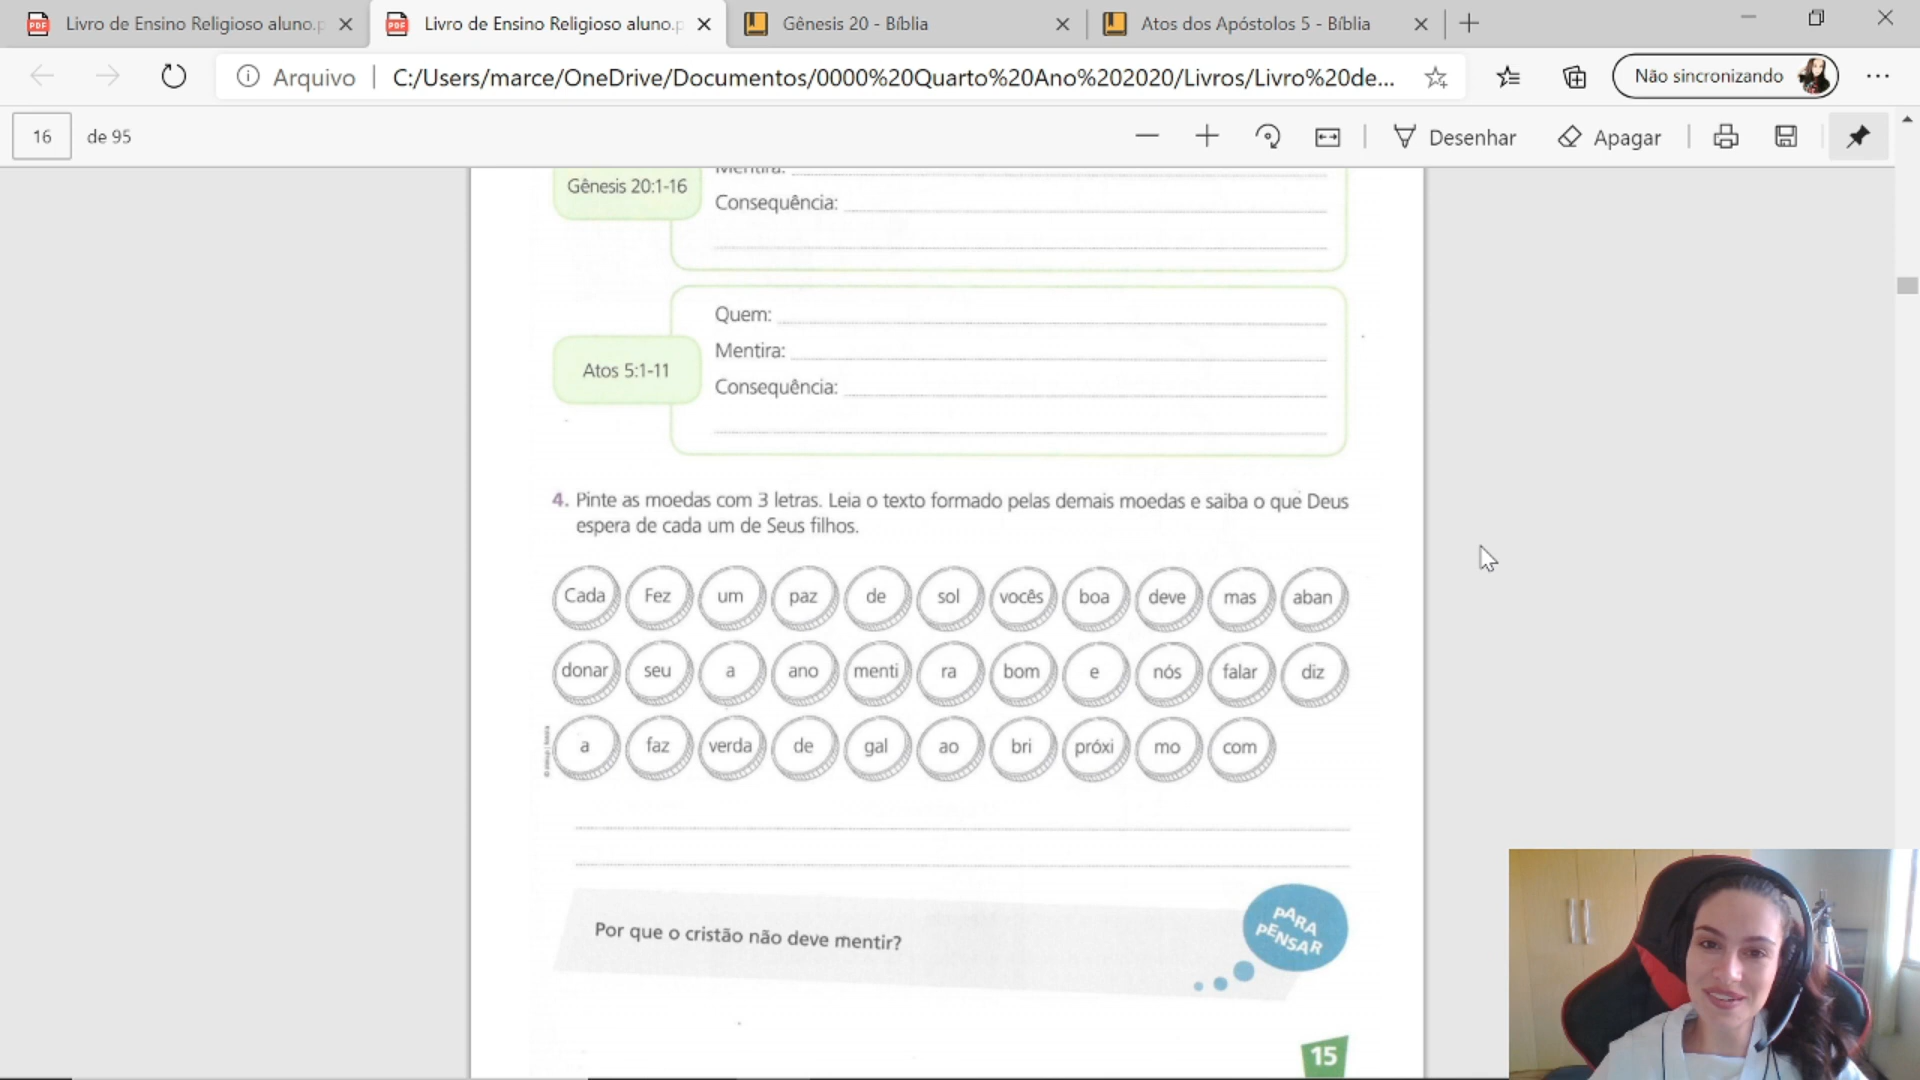 Livro de Ensino Religioso aluno.p
Livro de Ensino Religioso aluno.p
Gênesis 20 - Bíblia
Atos dos Apóstolos 5 - Bíblia
Arquivo
C:/Users/marce/OneDrive/Documentos/0000%20Quarto%20Ano%202020/Livros/Livro%20de...
Não sincronizando
16 de 95
Desenhar
Apagar
Mentira:
Gênesis 20:1-16
Consequência:
Quem:
Mentira:
Atos 5:1-11
Consequência:
4. Pinte as moedas com 3 letras. Leia o texto formado pelas demais moedas e saiba o que Deus
espera de cada um de Seus filhos.
Cada Fez um paz de sol vocês boa deve mas aban
donar seu a ano menti ra bom e nós falar diz
a faz verda de gal ao bri próxi mo com
Por que o cristão não deve mentir?
PARA
PENSAR
15